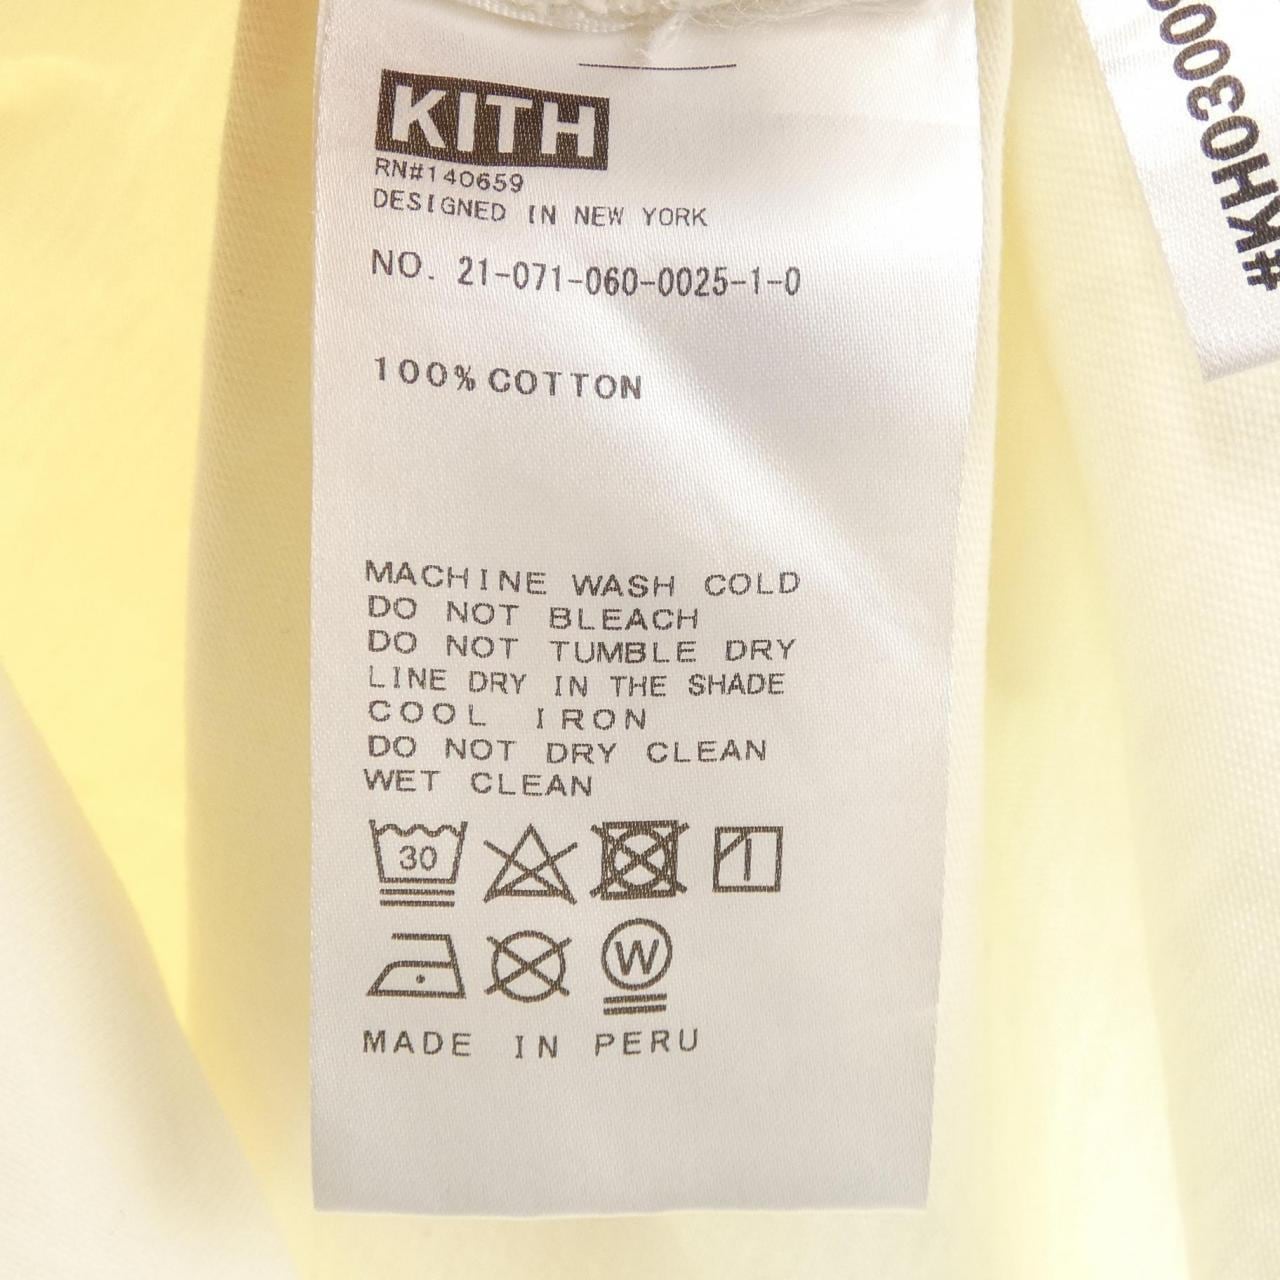 KITH
RN#140659
DESIGNED IN NEW YORK
NO. 21-071-060-0025-1-0
100% COTTON
MACHINE WASH COLD
DO NOT BLEACH
DO NOT TUMBLE DRY
LINE DRY IN THE SHADE
COOL IRON
DO NOT DRY CLEAN
WET CLEAN
30
W
MADE IN PERU